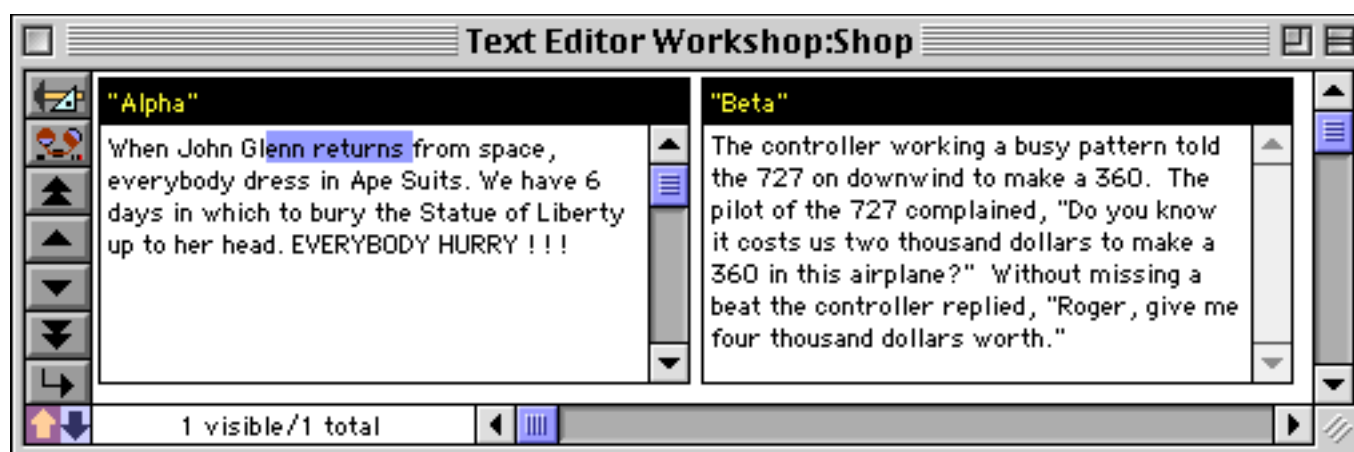 Text Editor Workshop:Shop
"Alpha"
When John Glenn returns from space,
everybody dress in Ape Suits. We have 6
days in which to bury the Statue of Liberty
up to her head. EVERYBODY HURRY ! ! !
"Beta"
The controller working a busy pattern told
the 727 on downwind to make a 360.  The
pilot of the 727 complained, "Do you know
it costs us two thousand dollars to make a
360 in this airplane?"  Without missing a
beat the controller replied, "Roger, give me
four thousand dollars worth."
1 visible/1 total